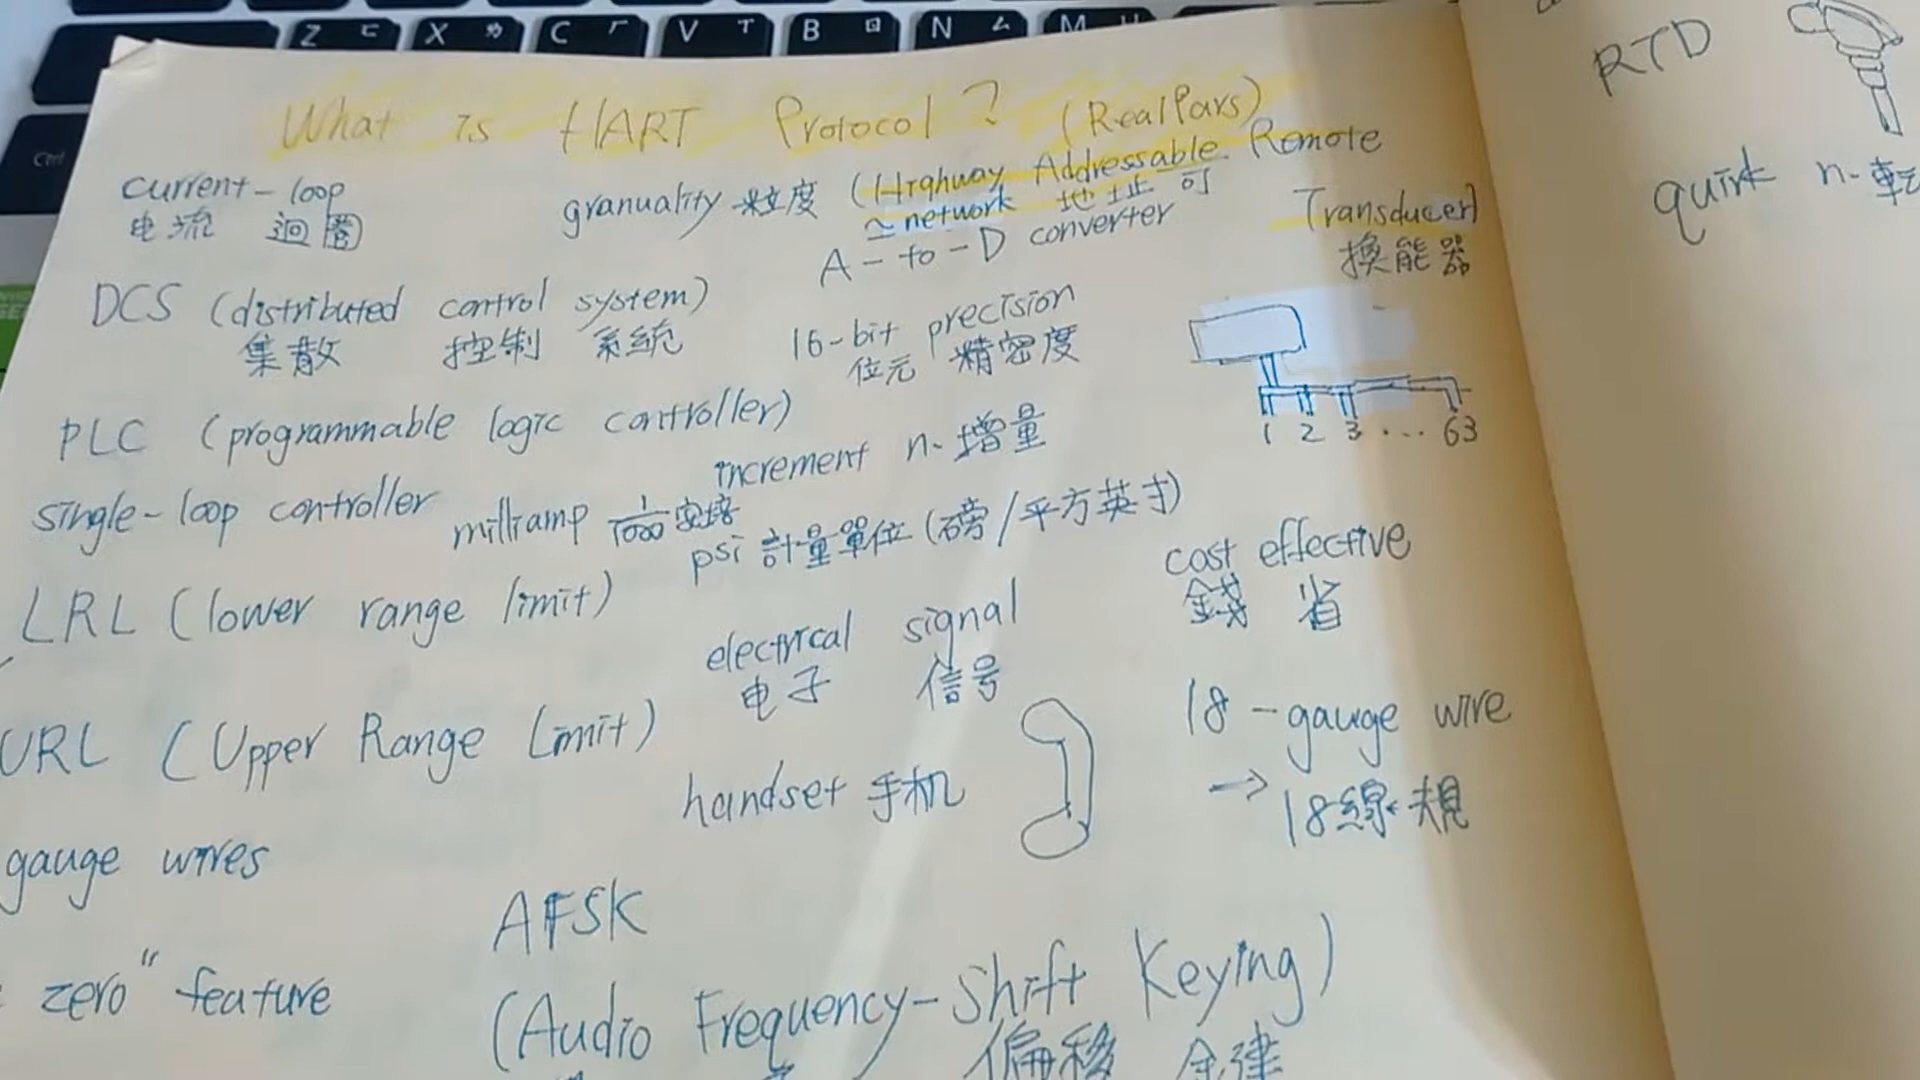 Z ㄈ X ㄌ C ㄏ V ㄒ B ㄖ N ㄙ M ㄩ
Ctrl
What is HART Protocol? (RealPars)
current-loop
电流 迴圈
granuality 粒度
(Highway Addressable Remote
≃network 地址 可
Transducer)
換能器
A-to-D converter
DCS (distributed control system)
集散 控制 系統
16-bit precision
位元 精密度
1 2 3 ... 63
PLC (programmable logic controller)
increment n. 增量
single-loop controller
milliamp 1/1000 安培
psi 計量單位 (磅/平方英寸)
LRL (lower range limit)
electrical signal
电子 信号
cost effective
錢 省
URL (Upper Range Limit)
handset 手机
18-gauge wire
→ 18線規
gauge wires
zero" feature
AFSK
(Audio Frequency-Shift Keying)
偏移
RTD
quirk n.